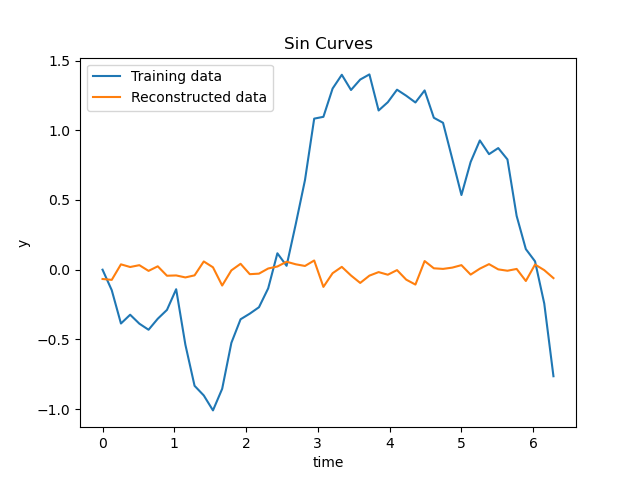 Sin Curves
Training data
Reconstructed data
1.5
1.0
0.5
0.0
−0.5
−1.0
y
0 1 2 3 4 5 6
time